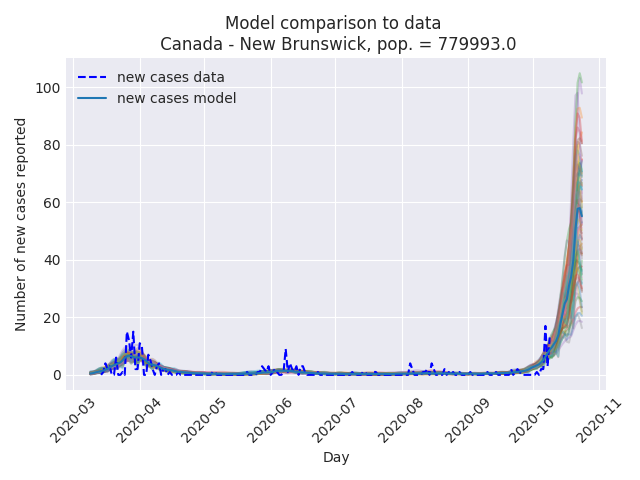 Model comparison to data
Canada - New Brunswick, pop. = 779993.0
new cases data
new cases model
Number of new cases reported
100
80
60
40
20
0
2020-03
2020-04
2020-05
2020-06
2020-07
2020-08
2020-09
2020-10
2020-11
Day